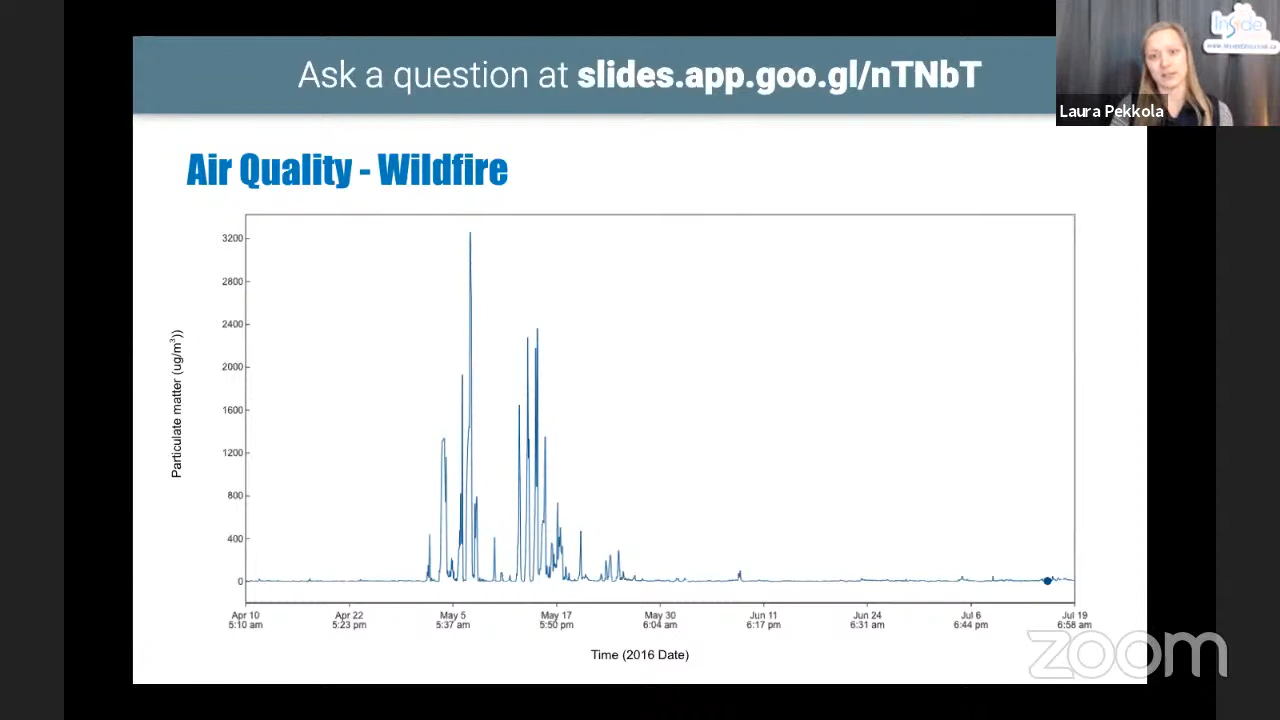 Ask a question at slides.app.goo.gl/nTNbT
Inside
Laura Pekkola
Air Quality - Wildfire
Particulate matter (ug/m³))
3200
2800
2400
2000
1600
1200
800
400
0
Apr 10
5:10 am
Apr 22
5:23 pm
May 5
5:37 am
May 17
5:50 pm
May 30
6:04 am
Jun 11
6:17 pm
Jun 24
6:31 am
Jul 6
6:44 pm
Jul 19
6:58 am
Time (2016 Date)
zoom